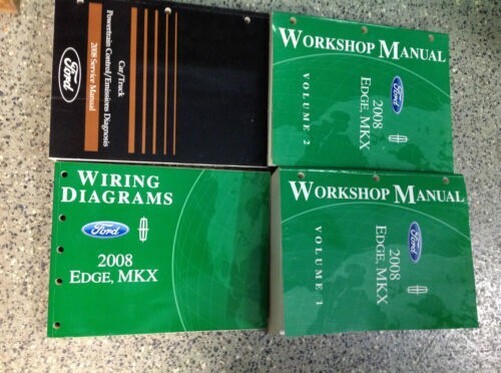 Car/Truck
Powertrain Control/Emissions Diagnosis
2008 Service Manual
Ford
WORKSHOP MANUAL
VOLUME 2
Ford
2008
EDGE, MKX
WIRING
DIAGRAMS
Ford
2008
EDGE, MKX
WORKSHOP MANUAL
VOLUME 1
Ford
2008
EDGE, MKX